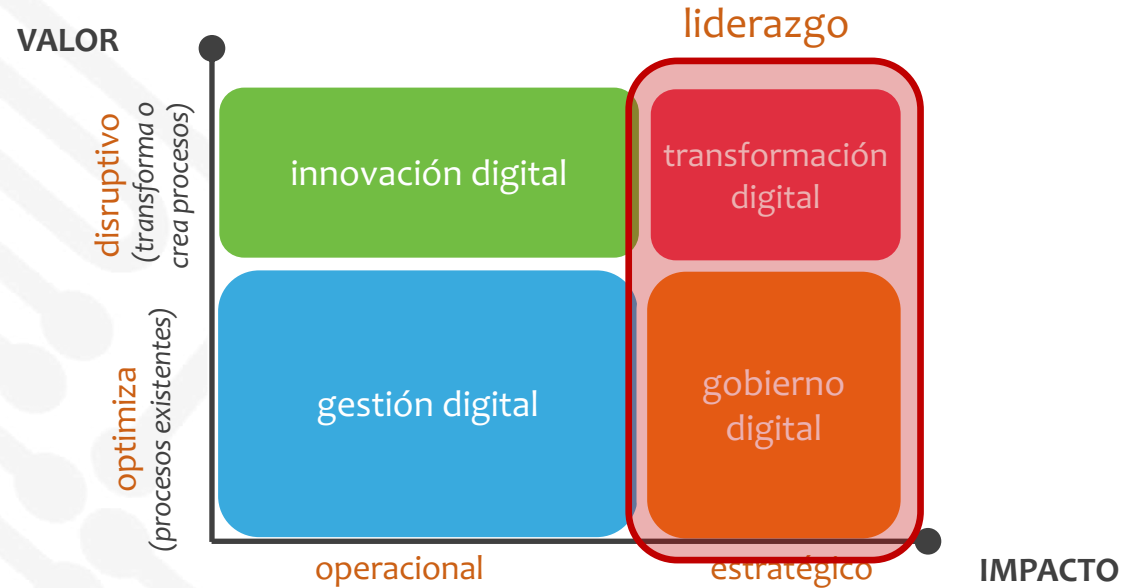 liderazgo
VALOR
disruptivo
(transforma o
crea procesos)
innovación digital
transformación
digital
optimiza
(procesos existentes)
gestión digital
gobierno
digital
operacional
estratégico
IMPACTO